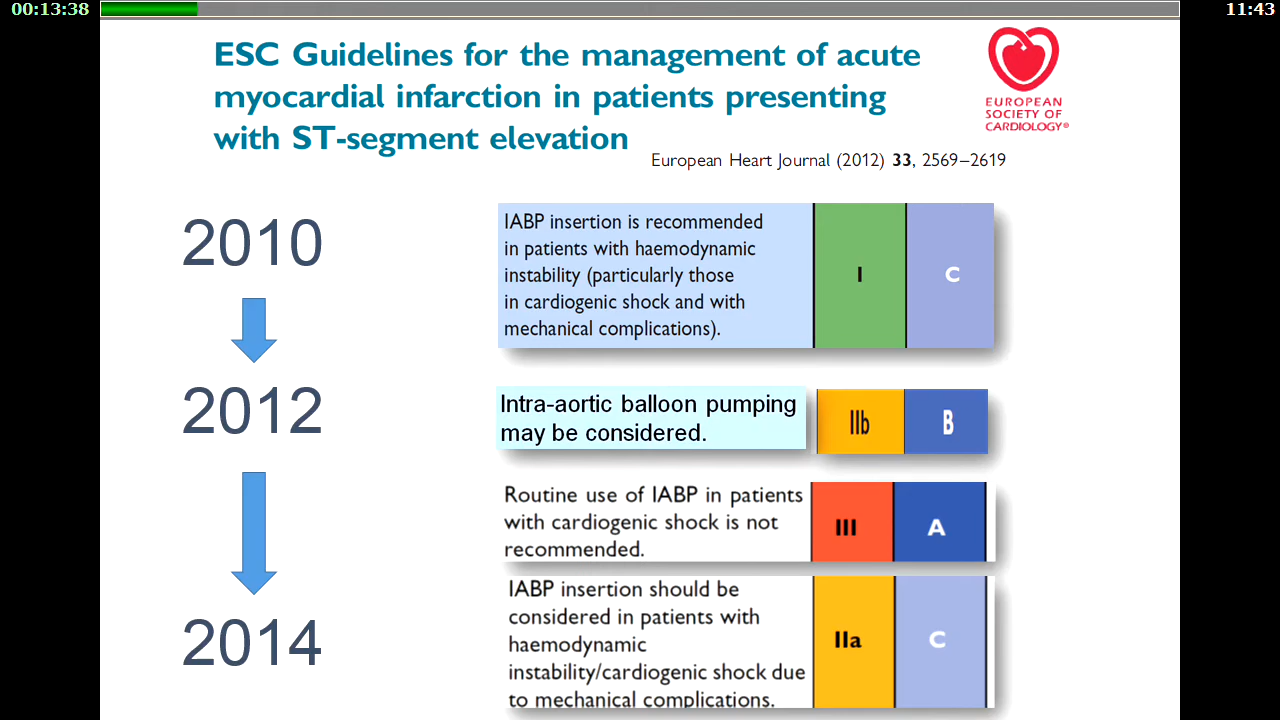 00:13:38
11:43
ESC Guidelines for the management of acute
myocardial infarction in patients presenting
with ST-segment elevation
EUROPEAN
SOCIETY OF
CARDIOLOGY®
European Heart Journal (2012) 33, 2569–2619
2010
IABP insertion is recommended
in patients with haemodynamic
instability (particularly those
in cardiogenic shock and with
mechanical complications).
I
C
2012
Intra-aortic balloon pumping
may be considered.
IIb
B
Routine use of IABP in patients
with cardiogenic shock is not
recommended.
III
A
2014
IABP insertion should be
considered in patients with
haemodynamic
instability/cardiogenic shock due
to mechanical complications.
IIa
C